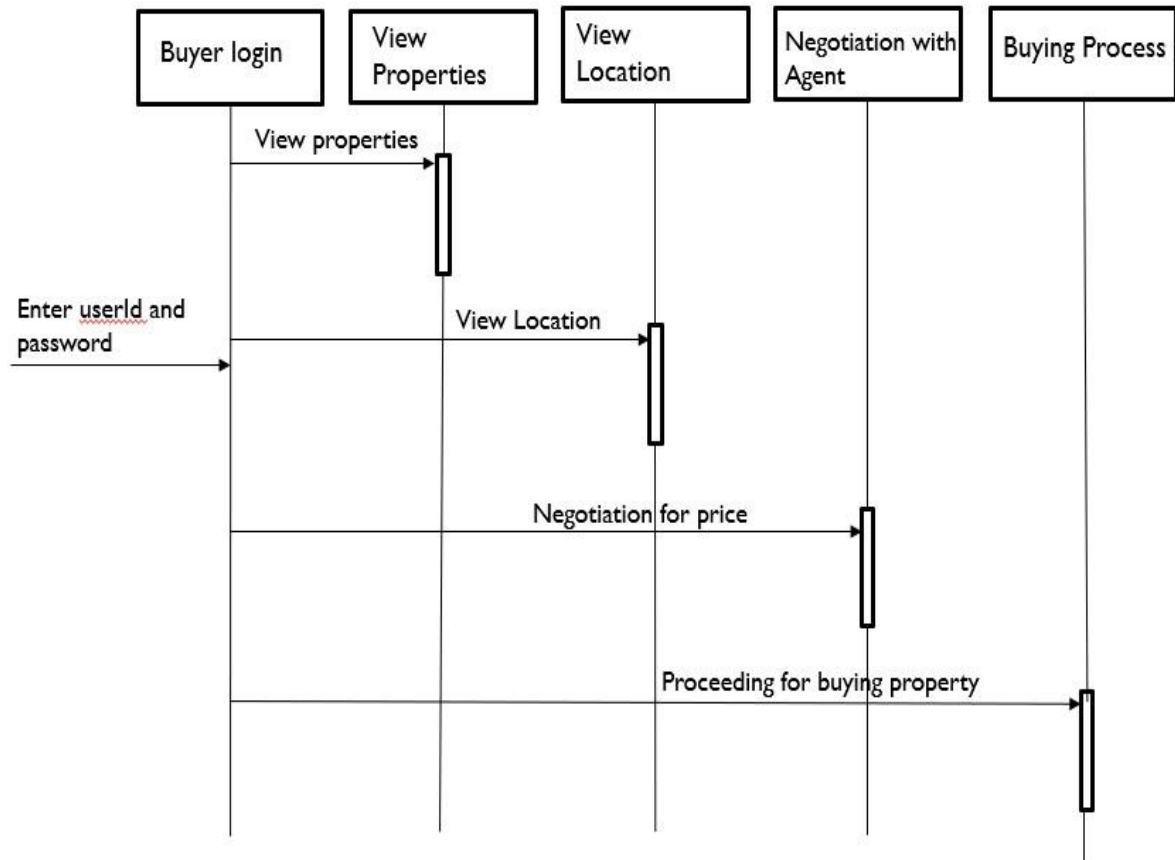 Buyer login
View
Properties
View
Location
Negotiation with
Agent
Buying Process
View properties
Enter userId and
password
View Location
Negotiation for price
Proceeding for buying property